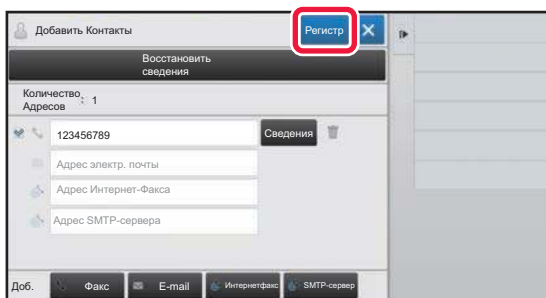 Добавить Контакты
Регистр
Восстановить
сведения
Количество
Адресов : 1
123456789
Сведения
Адрес электр. почты
Адрес Интернет-Факса
Адрес SMTP-сервера
Доб.
Факс
E-mail
Интернетфакс
SMTP-сервер